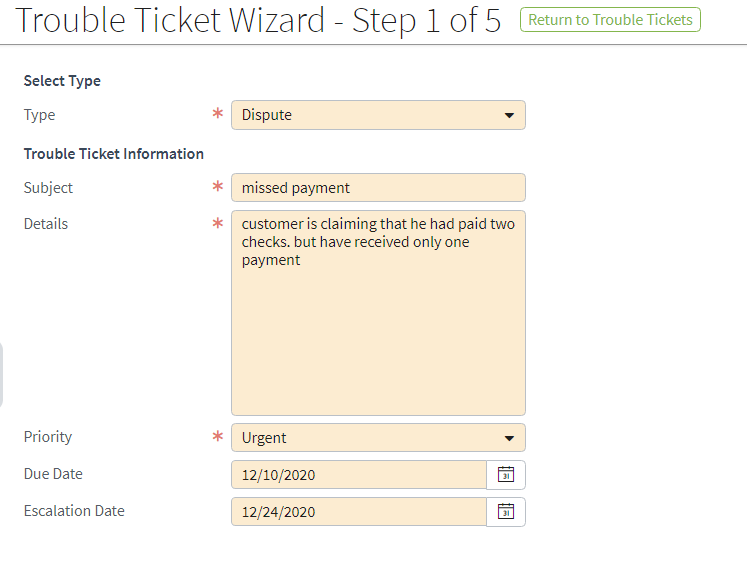 Trouble Ticket Wizard - Step 1 of 5 Return to Trouble Tickets
Select Type
Type * Dispute
Trouble Ticket Information
Subject * missed payment
Details * customer is claiming that he had paid two
checks. but have received only one
payment
Priority * Urgent
Due Date 12/10/2020 31
Escalation Date 12/24/2020 31